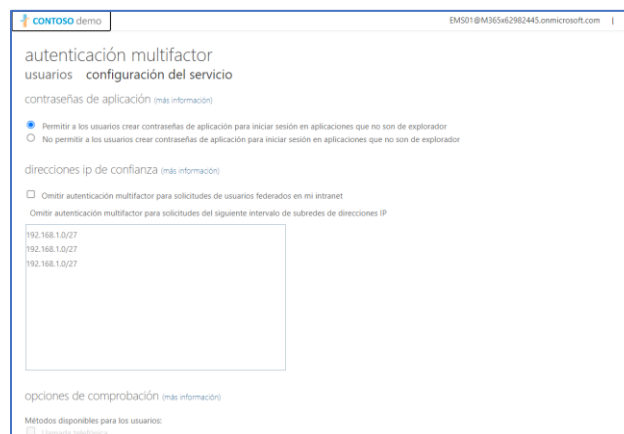 CONTOSO demo
EMS01@M365x62982445.onmicrosoft.com |
autenticación multifactor
usuarios configuración del servicio
contraseñas de aplicación (más información)
Permitir a los usuarios crear contraseñas de aplicación para iniciar sesión en aplicaciones que no son de explorador
No permitir a los usuarios crear contraseñas de aplicación para iniciar sesión en aplicaciones que no son de explorador
direcciones ip de confianza (más información)
Omitir autenticación multifactor para solicitudes de usuarios federados en mi intranet
Omitir autenticación multifactor para solicitudes del siguiente intervalo de subredes de direcciones IP
192.168.1.0/27
192.168.1.0/27
192.168.1.0/27
opciones de comprobación (más información)
Métodos disponibles para los usuarios:
Llamada telefónica